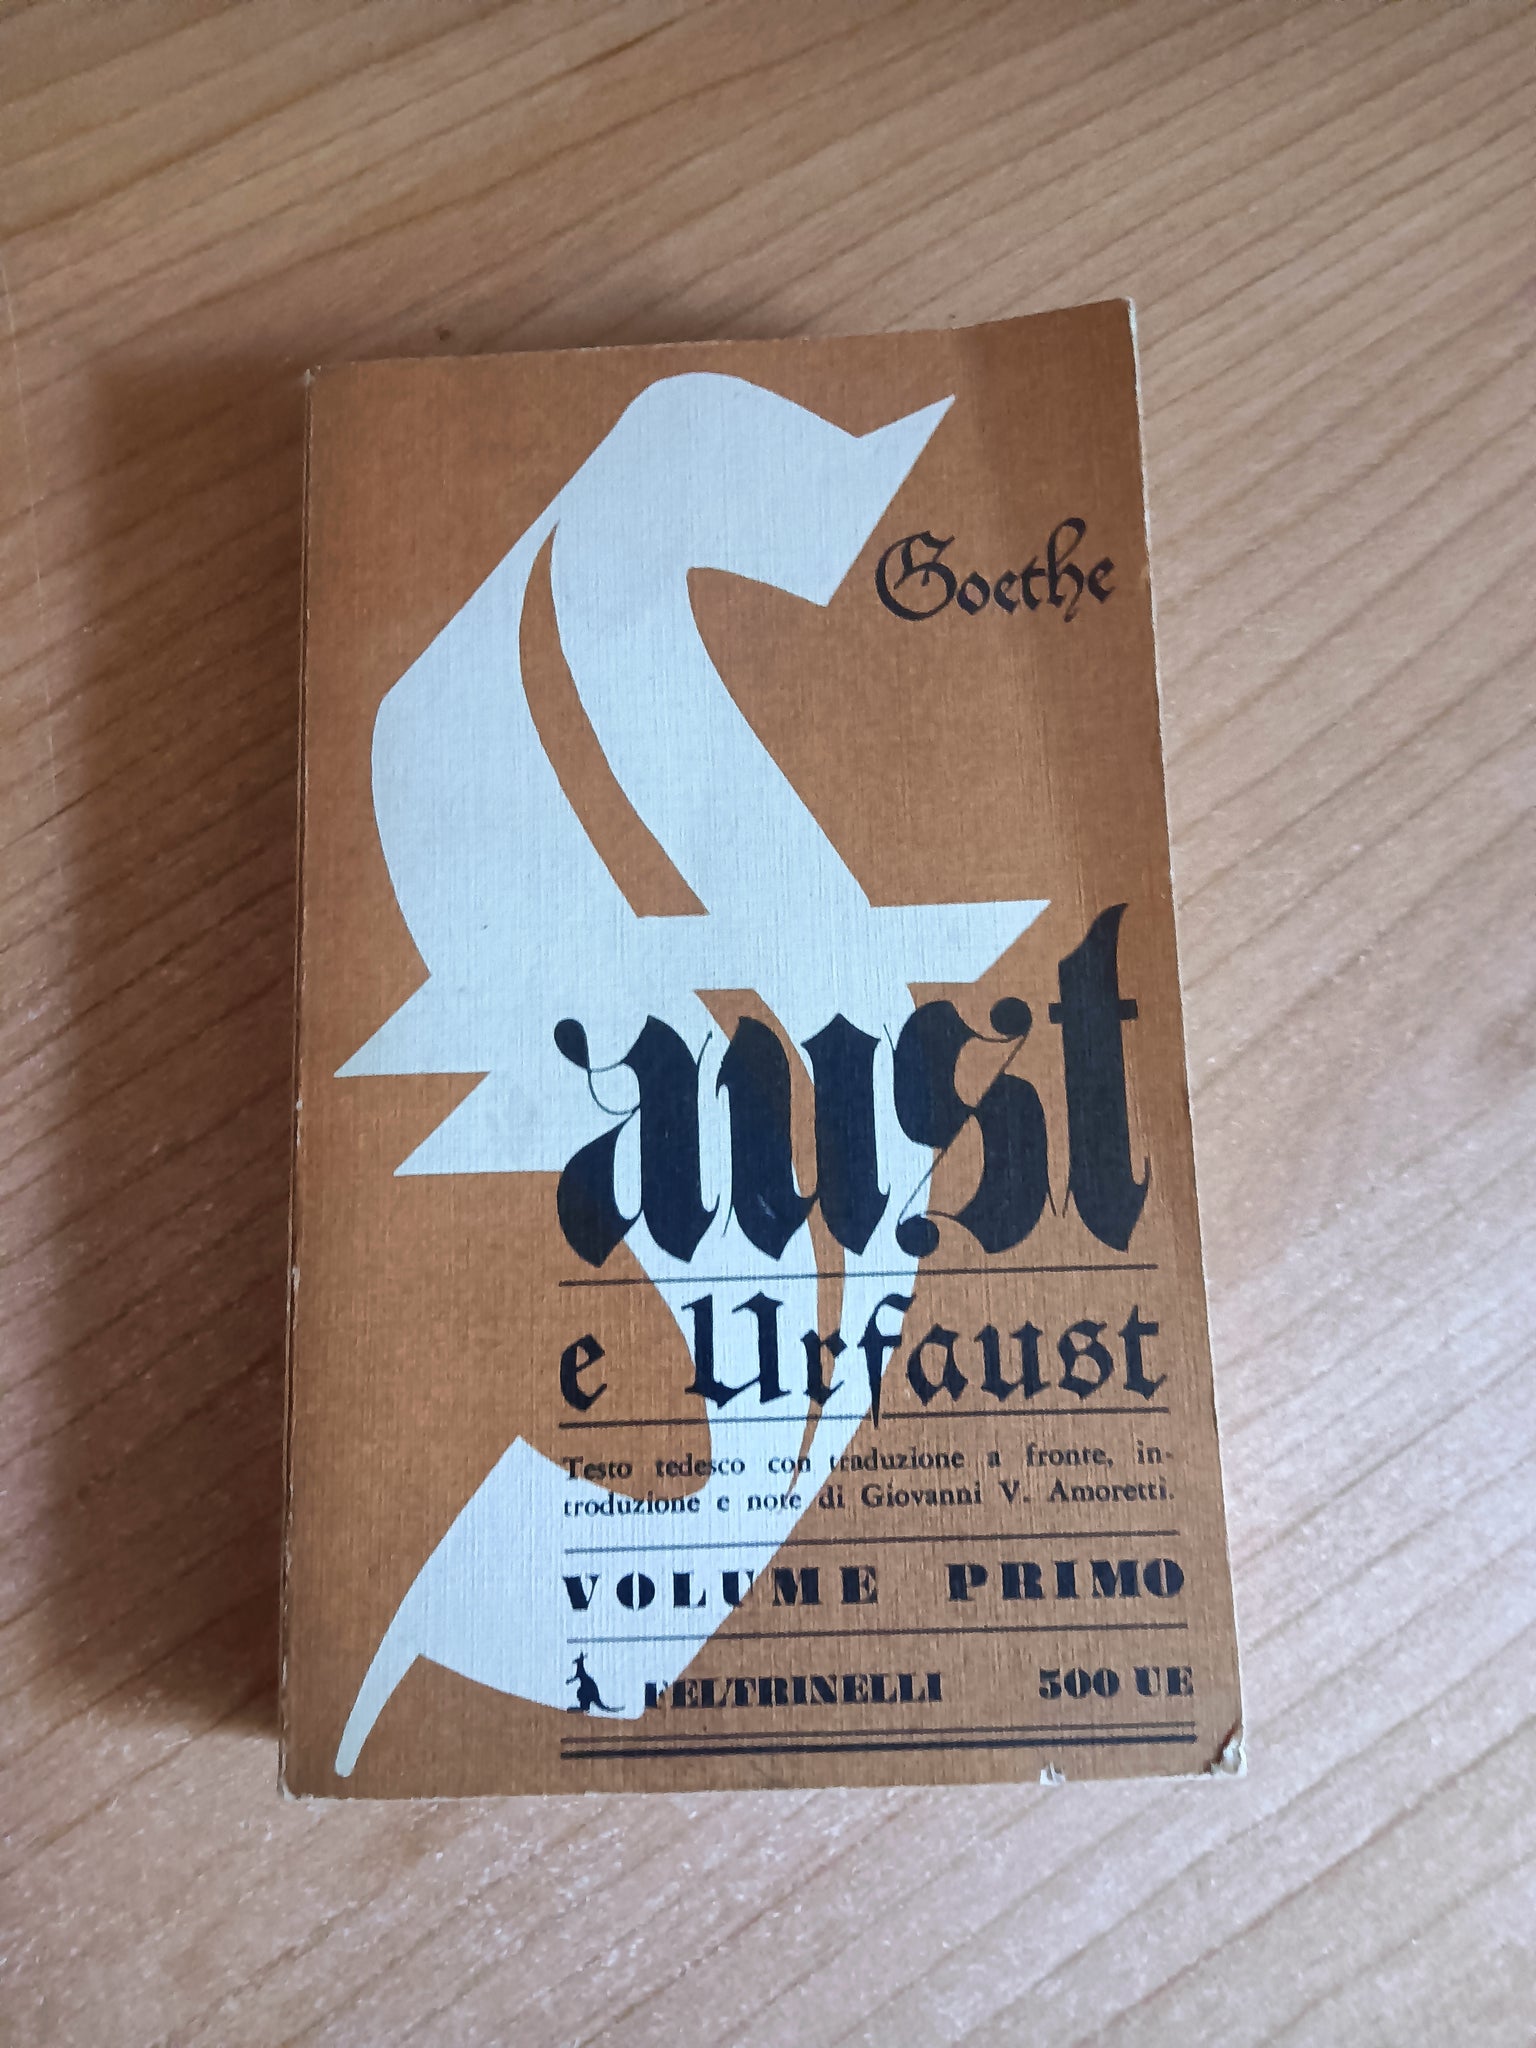 Goethe
Faust
e Urfaust
Testo tedesco con traduzione a fronte, in-
troduzione e note di Giovanni V. Amoretti.
VOLUME PRIMO
FELTRINELLI 500 UE